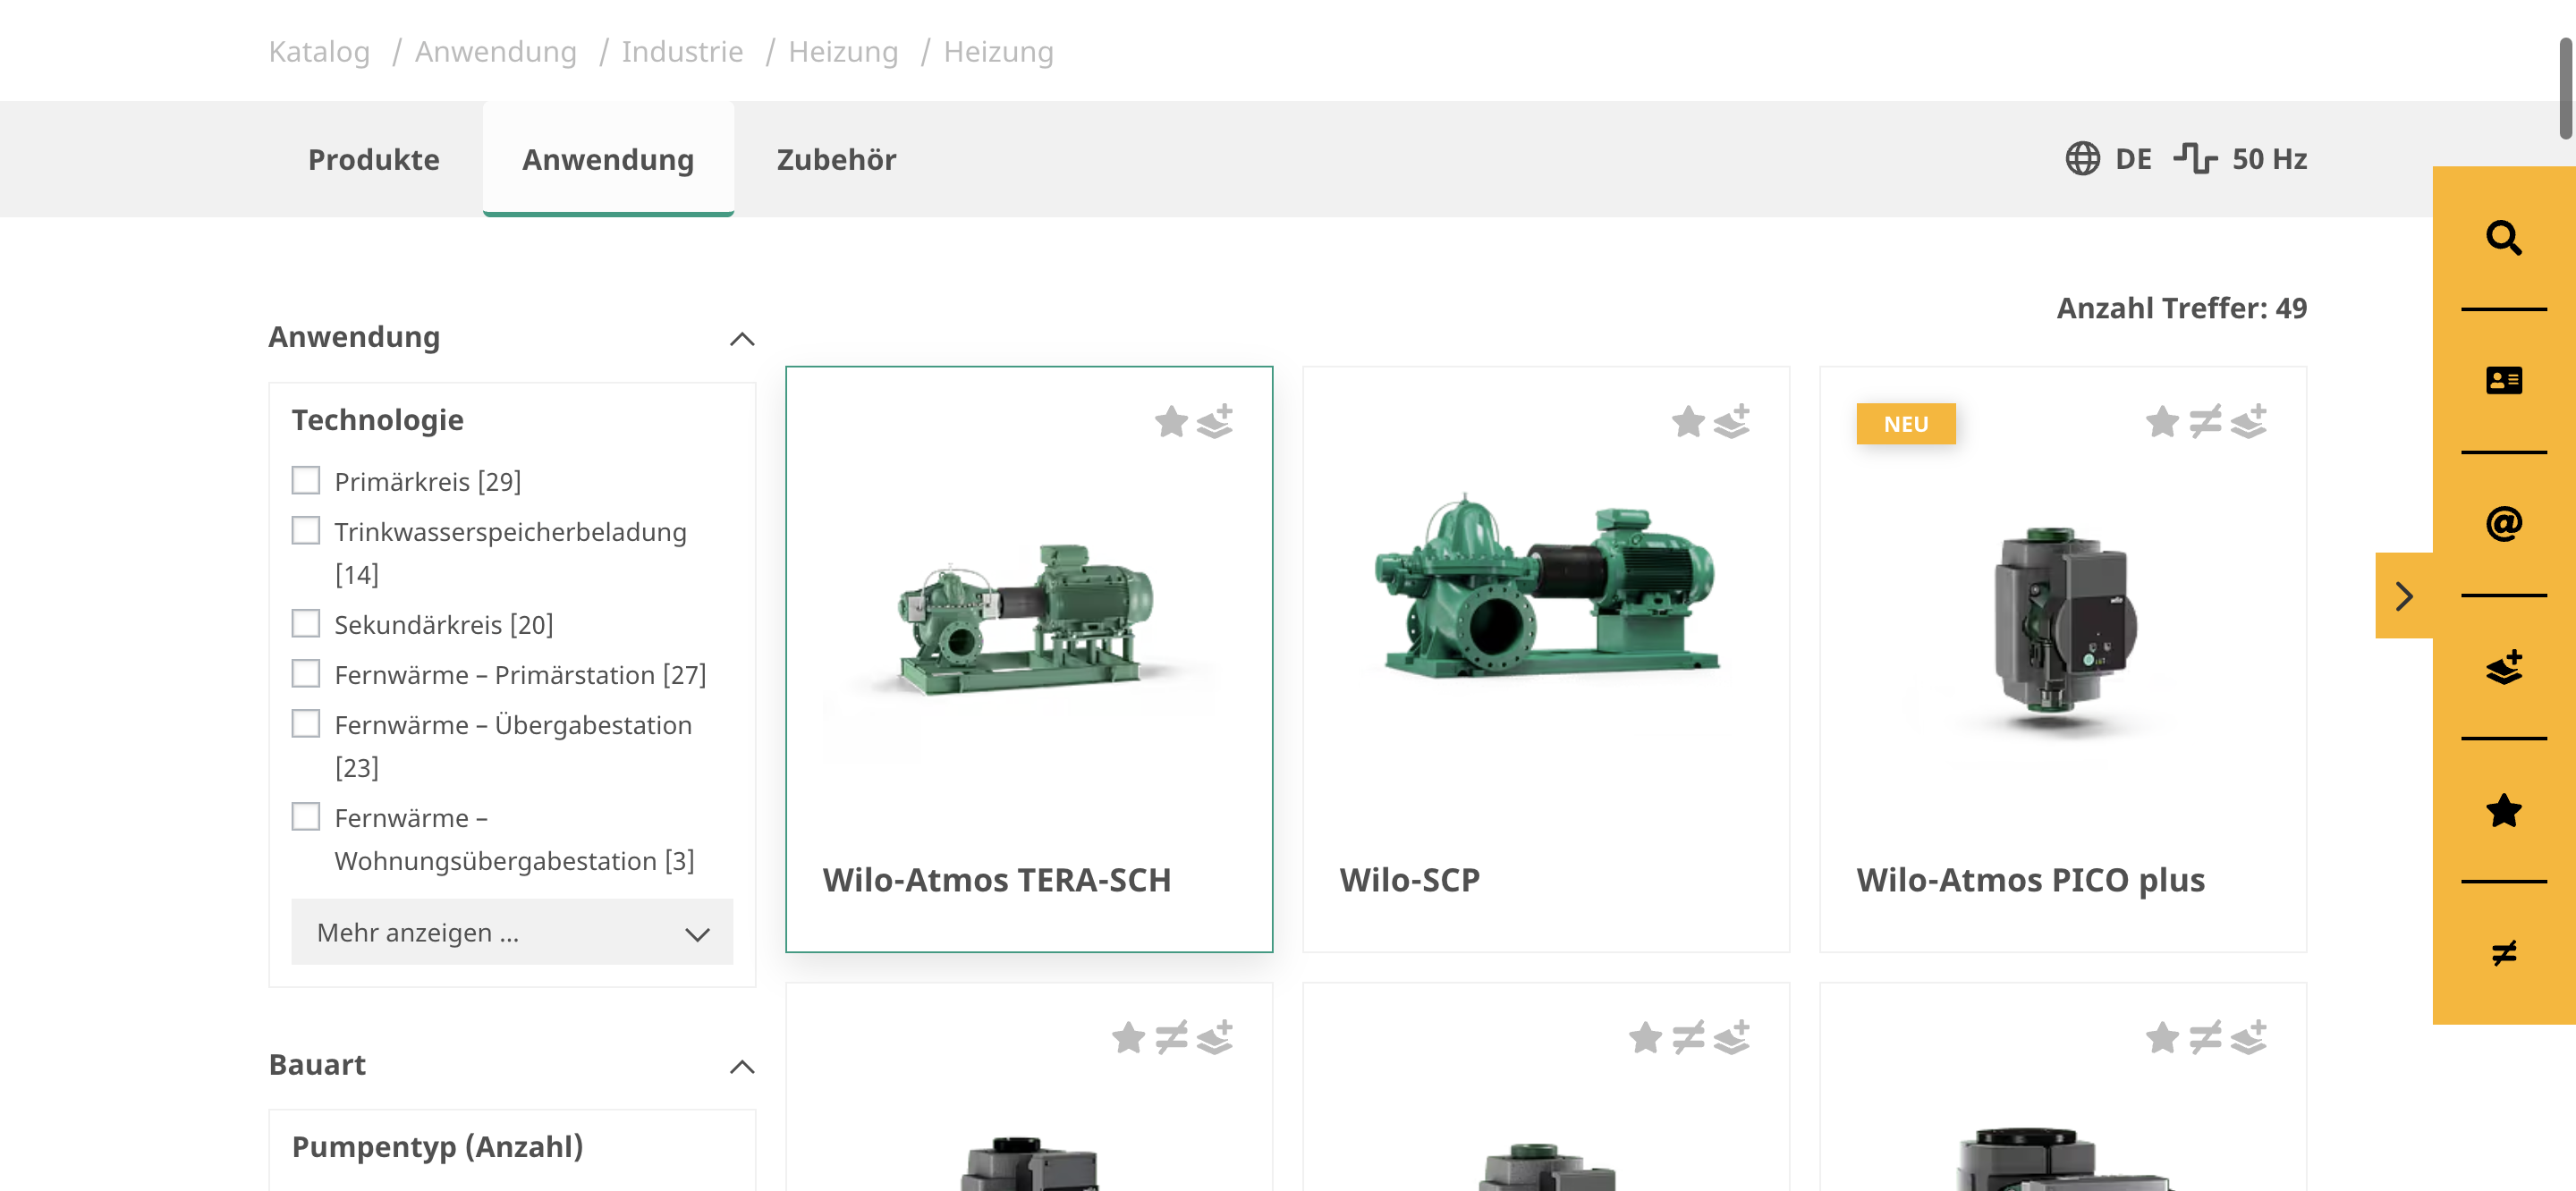 Katalog / Anwendung / Industrie / Heizung / Heizung
Produkte
Anwendung
Zubehör
DE
50 Hz
Anzahl Treffer: 49
Anwendung
Technologie
Primärkreis [29]
Trinkwasserspeicherbeladung
[14]
Sekundärkreis [20]
Fernwärme – Primärstation [27]
Fernwärme – Übergabestation
[23]
Fernwärme –
Wohnungsübergabestation [3]
Mehr anzeigen ...
Bauart
Pumpentyp (Anzahl)
Wilo-Atmos TERA-SCH
Wilo-SCP
NEU
Wilo-Atmos PICO plus